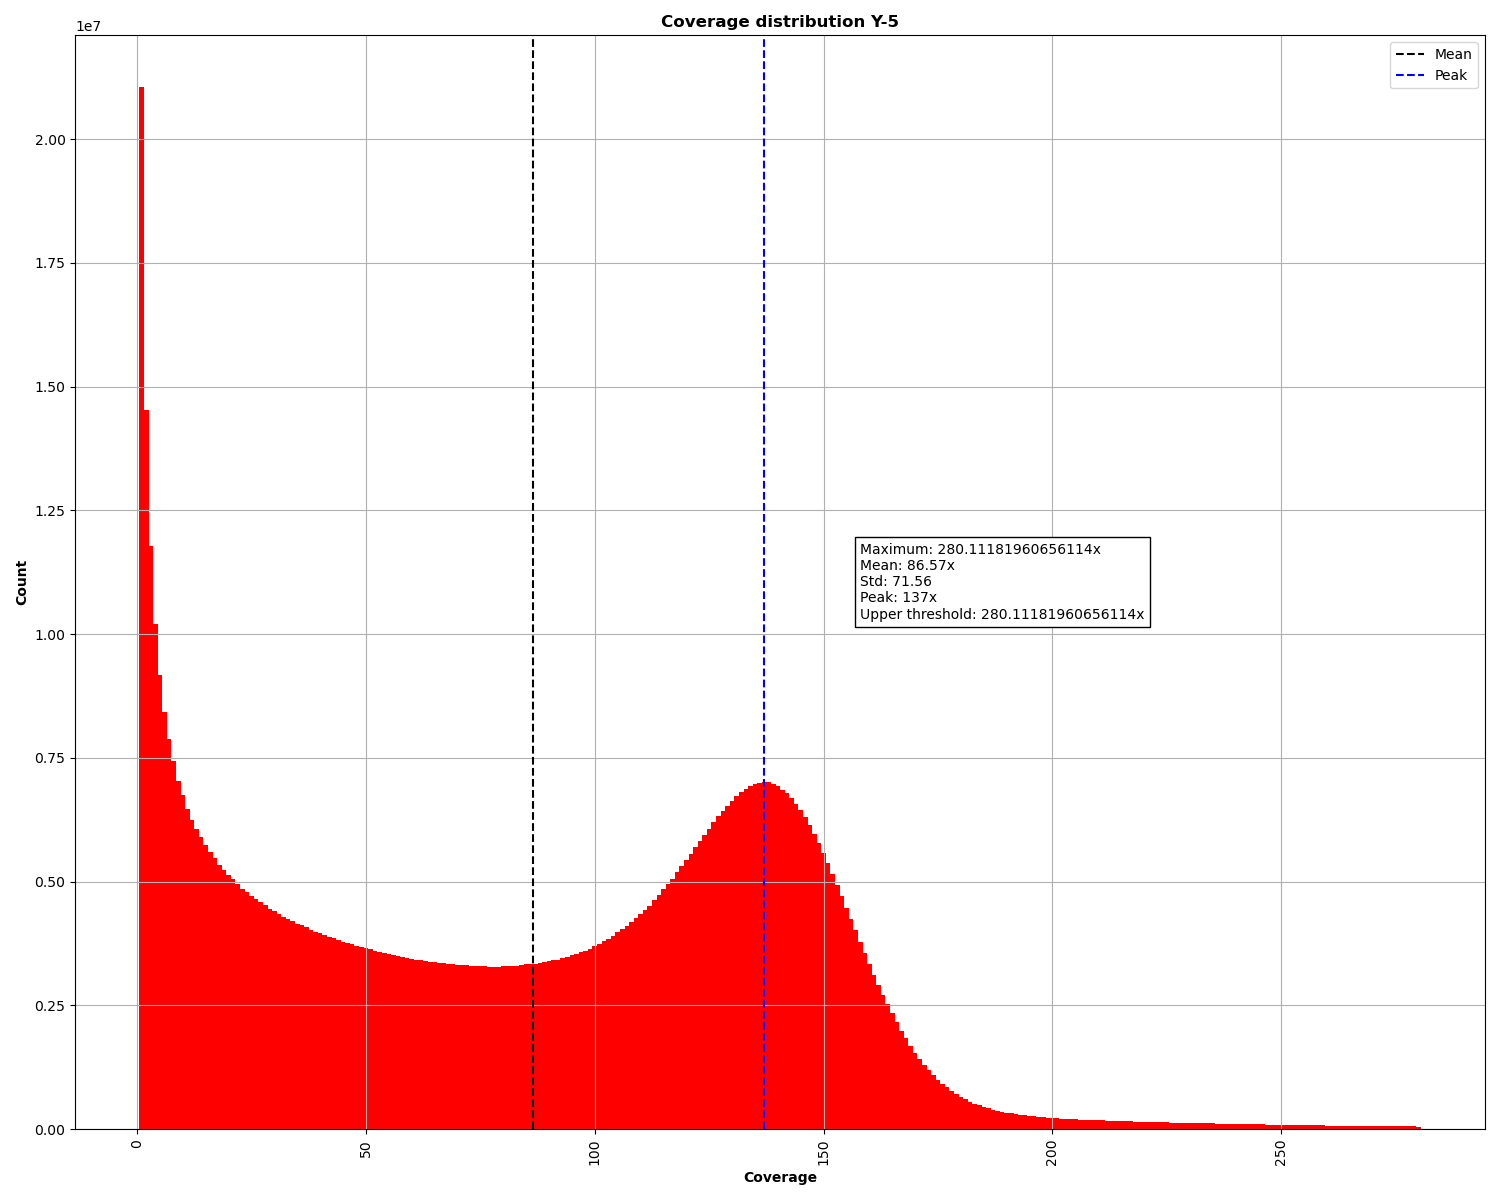 Coverage distribution Y-5
1e7
Mean
Peak
2.00
1.75
1.50
1.25
1.00
0.75
0.50
0.25
0.00
Count
Maximum: 280.11181960656114x
Mean: 86.57x
Std: 71.56
Peak: 137x
Upper threshold: 280.11181960656114x
0
50
100
150
200
250
Coverage